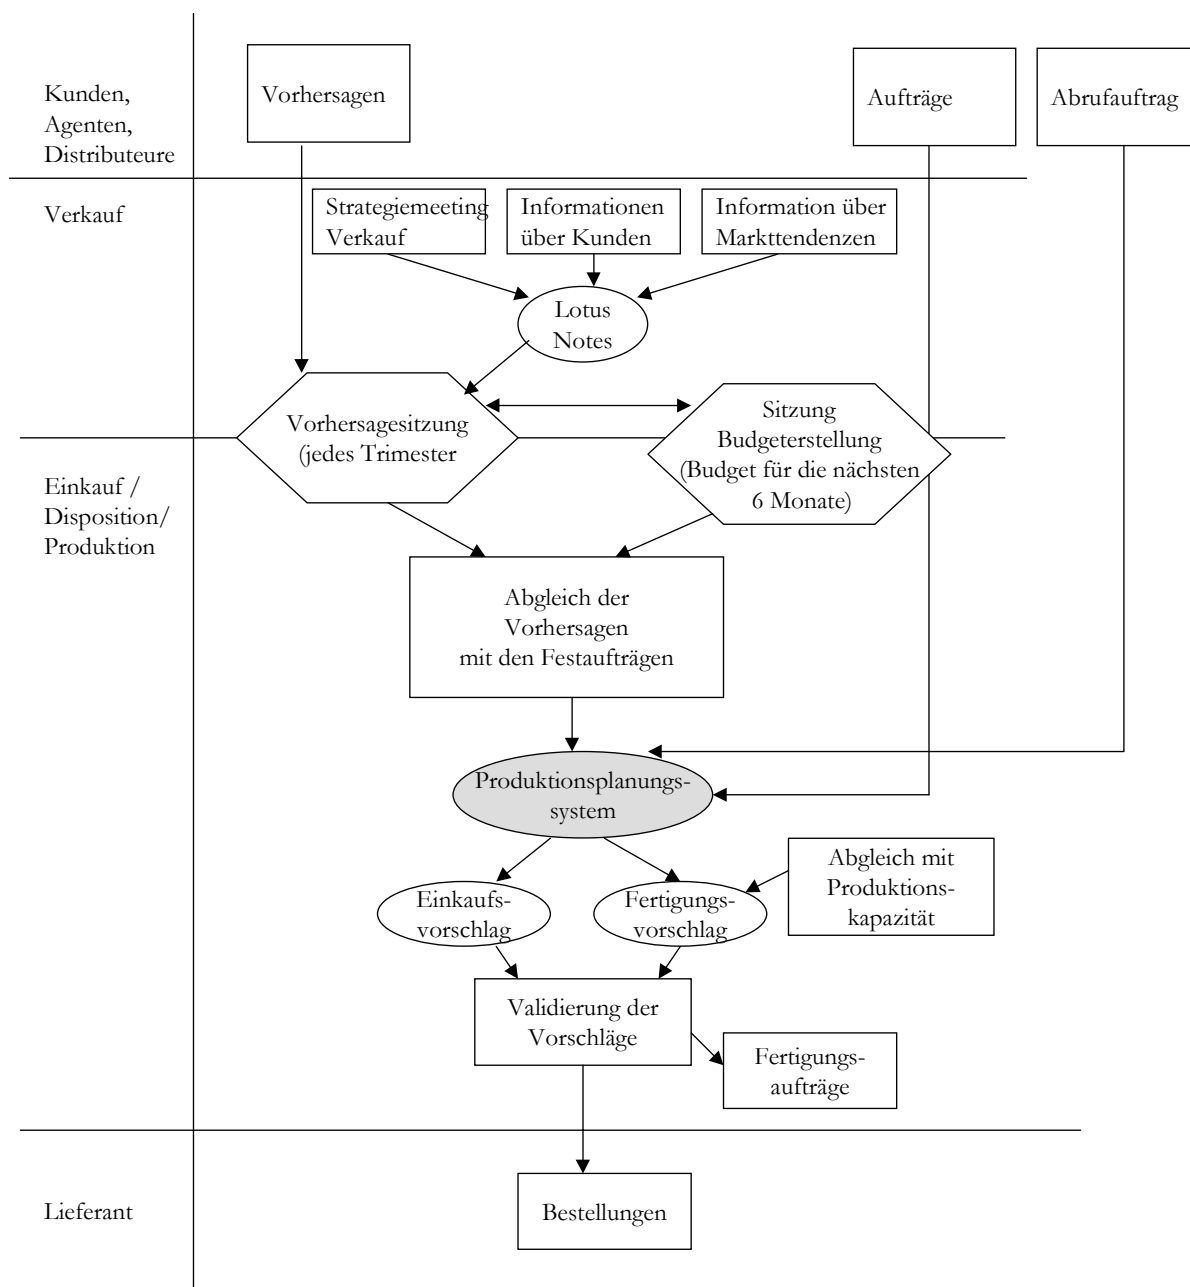 Kunden,
Agenten,
Distributeure
Vorhersagen
Aufträge
Abrufauftrag
Verkauf
Strategiemeeting
Verkauf
Informationen
über Kunden
Information über
Markttendenzen
Lotus
Notes
Vorhersagesitzung
(jedes Trimester
Sitzung
Budgeterstellung
(Budget für die nächsten
6 Monate)
Einkauf /
Disposition/
Produktion
Abgleich der
Vorhersagen
mit den Festaufträgen
Produktionsplanungs-
system
Einkaufs-
vorschlag
Fertigungs-
vorschlag
Abgleich mit
Produktions-
kapazität
Validierung der
Vorschläge
Fertigungs-
aufträge
Lieferant
Bestellungen